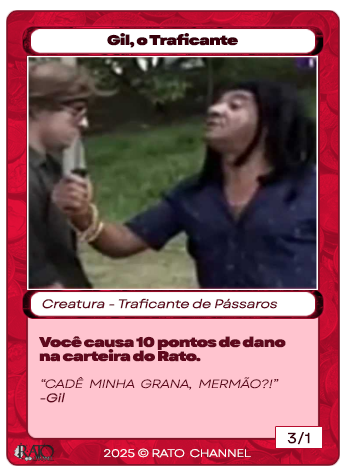 Gil, o Traficante
Creatura - Traficante de Pássaros
Você causa 10 pontos de dano
na carteira do Rato.
“CADÊ MINHA GRANA, MERMÃO?!”
-Gil
3/1
RATO
2025 © RATO CHANNEL